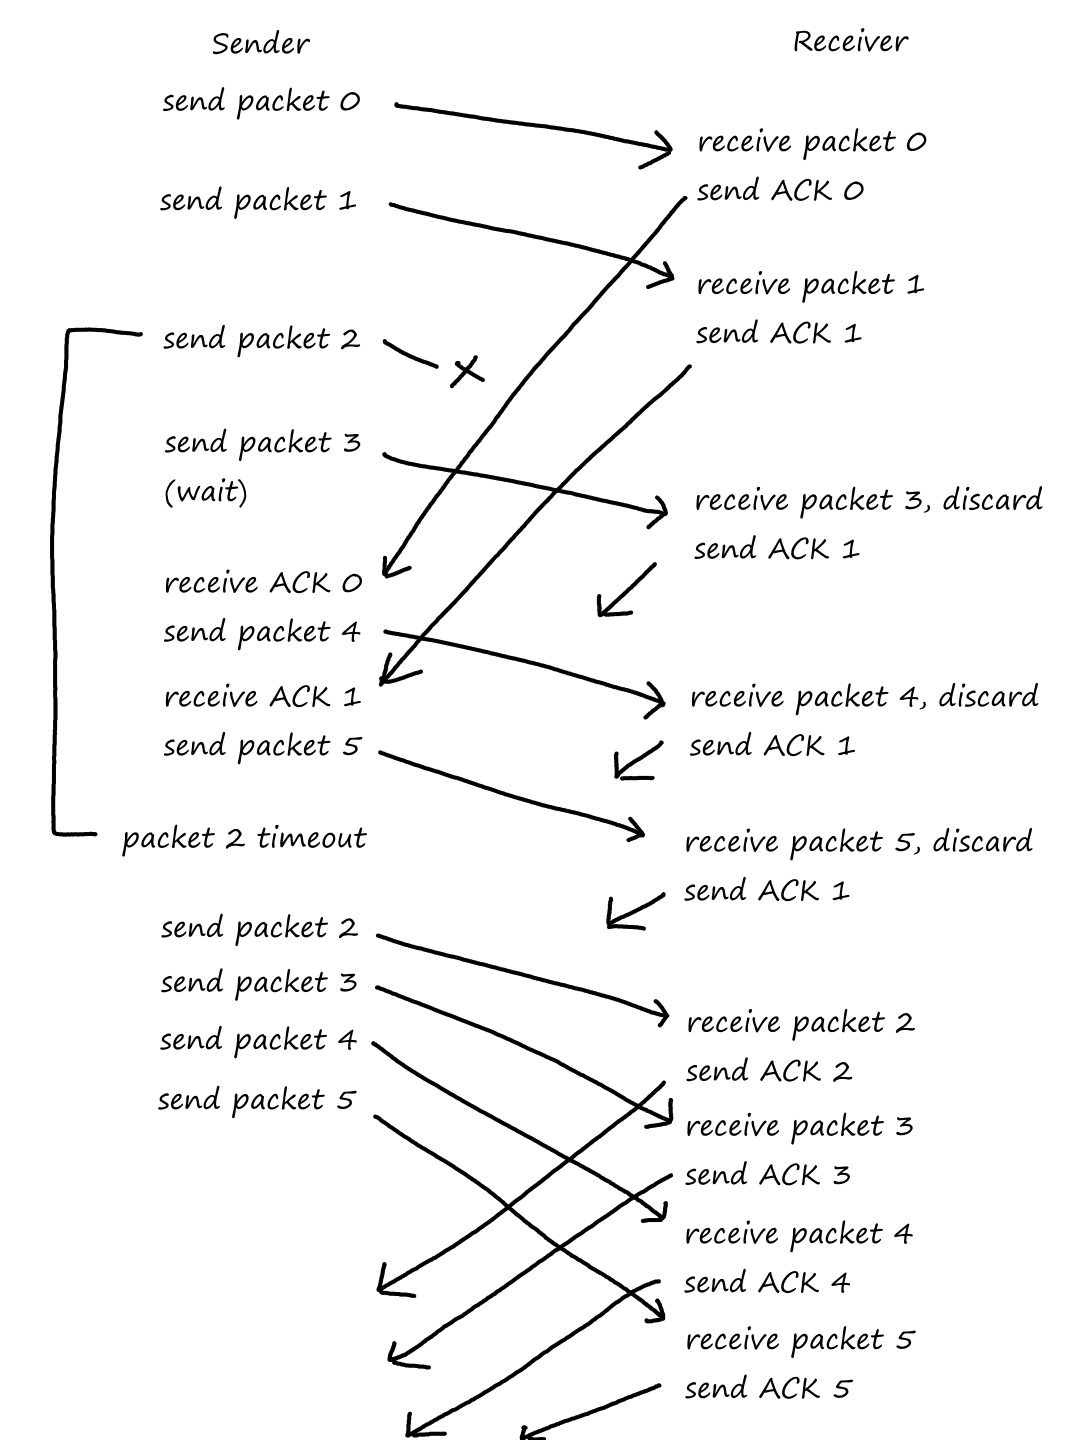 Sender
Receiver
send packet 0
receive packet 0
send ACK 0
send packet 1
receive packet 1
send ACK 1
send packet 2
send packet 3
(wait)
receive packet 3, discard
send ACK 1
receive ACK 0
send packet 4
receive ACK 1
receive packet 4, discard
send packet 5
send ACK 1
packet 2 timeout
receive packet 5, discard
send ACK 1
send packet 2
send packet 3
receive packet 2
send packet 4
send ACK 2
send packet 5
receive packet 3
send ACK 3
receive packet 4
send ACK 4
receive packet 5
send ACK 5